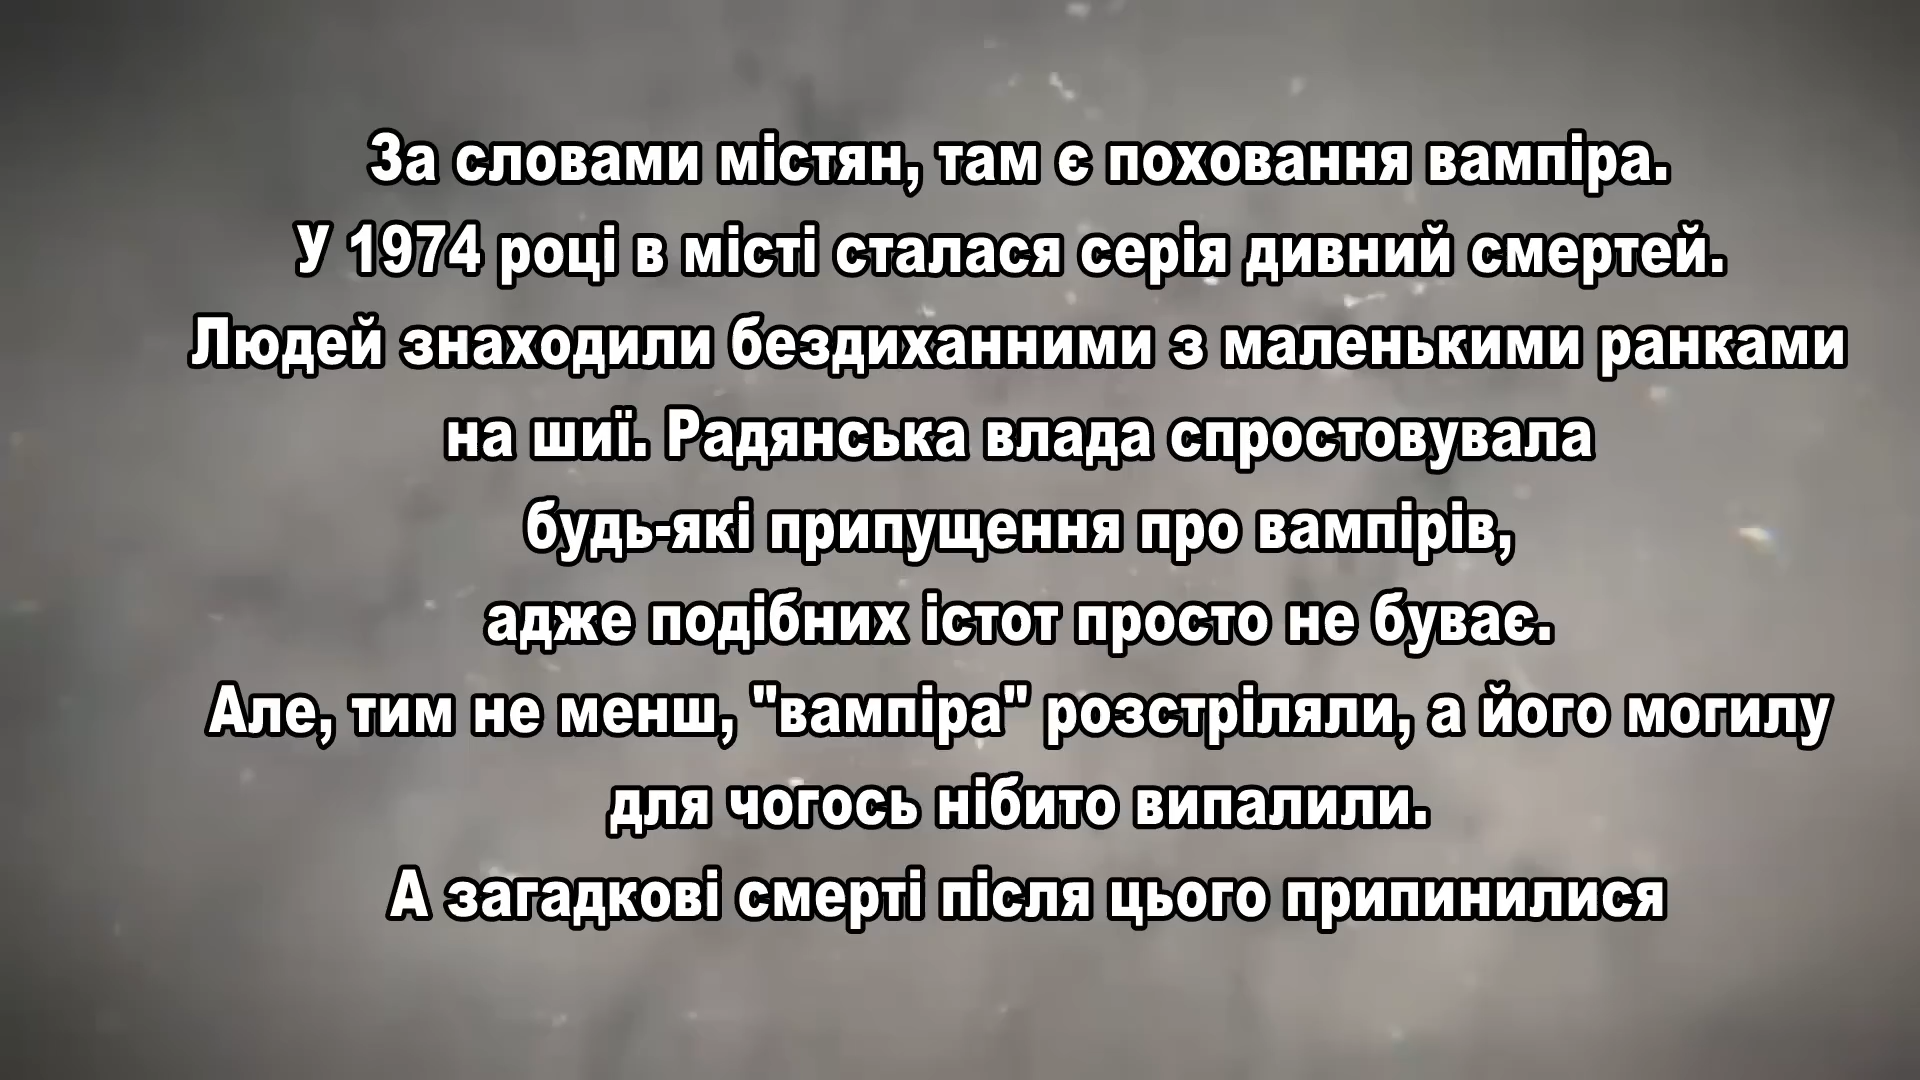 За словами містян, там є поховання вампіра.
У 1974 році в місті сталася серія дивний смертей.
Людей знаходили бездиханними з маленькими ранками
на шиї. Радянська влада спростовувала
будь-які припущення про вампірів,
адже подібних істот просто не буває.
Але, тим не менш, "вампіра" розстріляли, а його могилу
для чогось нібито випалили.
А загадкові смерті після цього припинилися